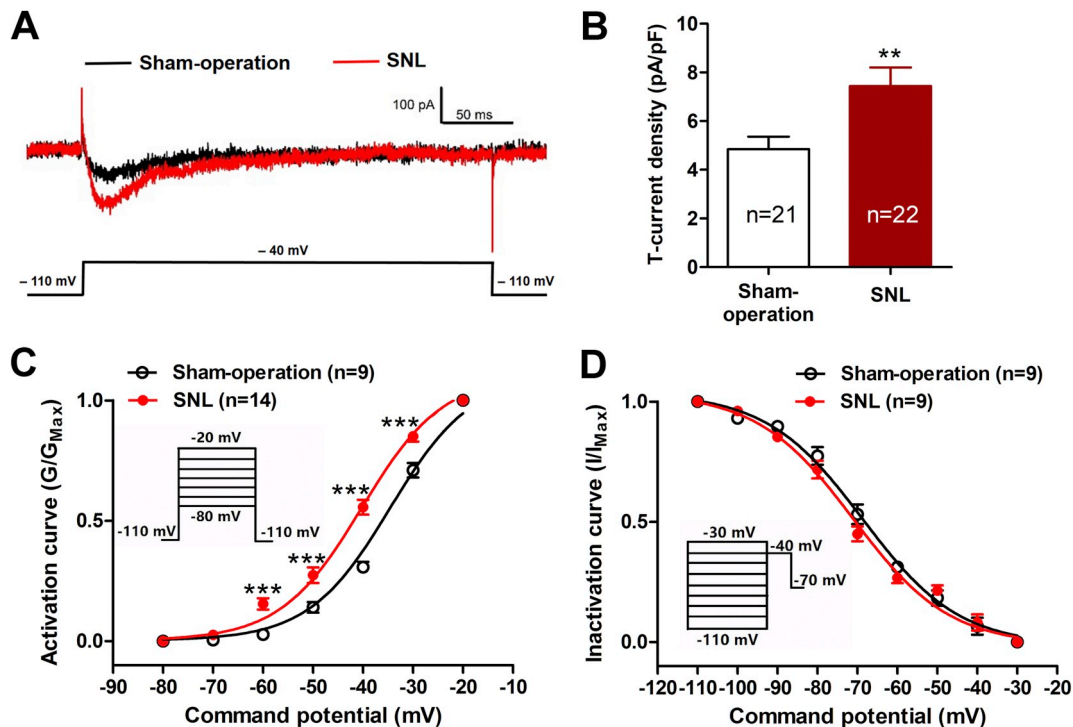 A
Sham-operation SNL
100 pA
50 ms
– 40 mV
– 110 mV – 110 mV
B
T-current density (pA/pF)
10
8
6
4
2
0
**
n=21 n=22
Sham-
operation
SNL
C
Sham-operation (n=9)
SNL (n=14)
Activation curve (G/GMax)
1.0
0.5
0.0
-20 mV
-80 mV
-110 mV -110 mV
***
***
***
***
-90 -80 -70 -60 -50 -40 -30 -20 -10
Command potential (mV)
D
Sham-operation (n=9)
SNL (n=9)
Inactivation curve (I/IMax)
1.0
0.5
0.0
-30 mV
-40 mV
-70 mV
-110 mV
-120 -110 -100 -90 -80 -70 -60 -50 -40 -30 -20
Command potential (mV)